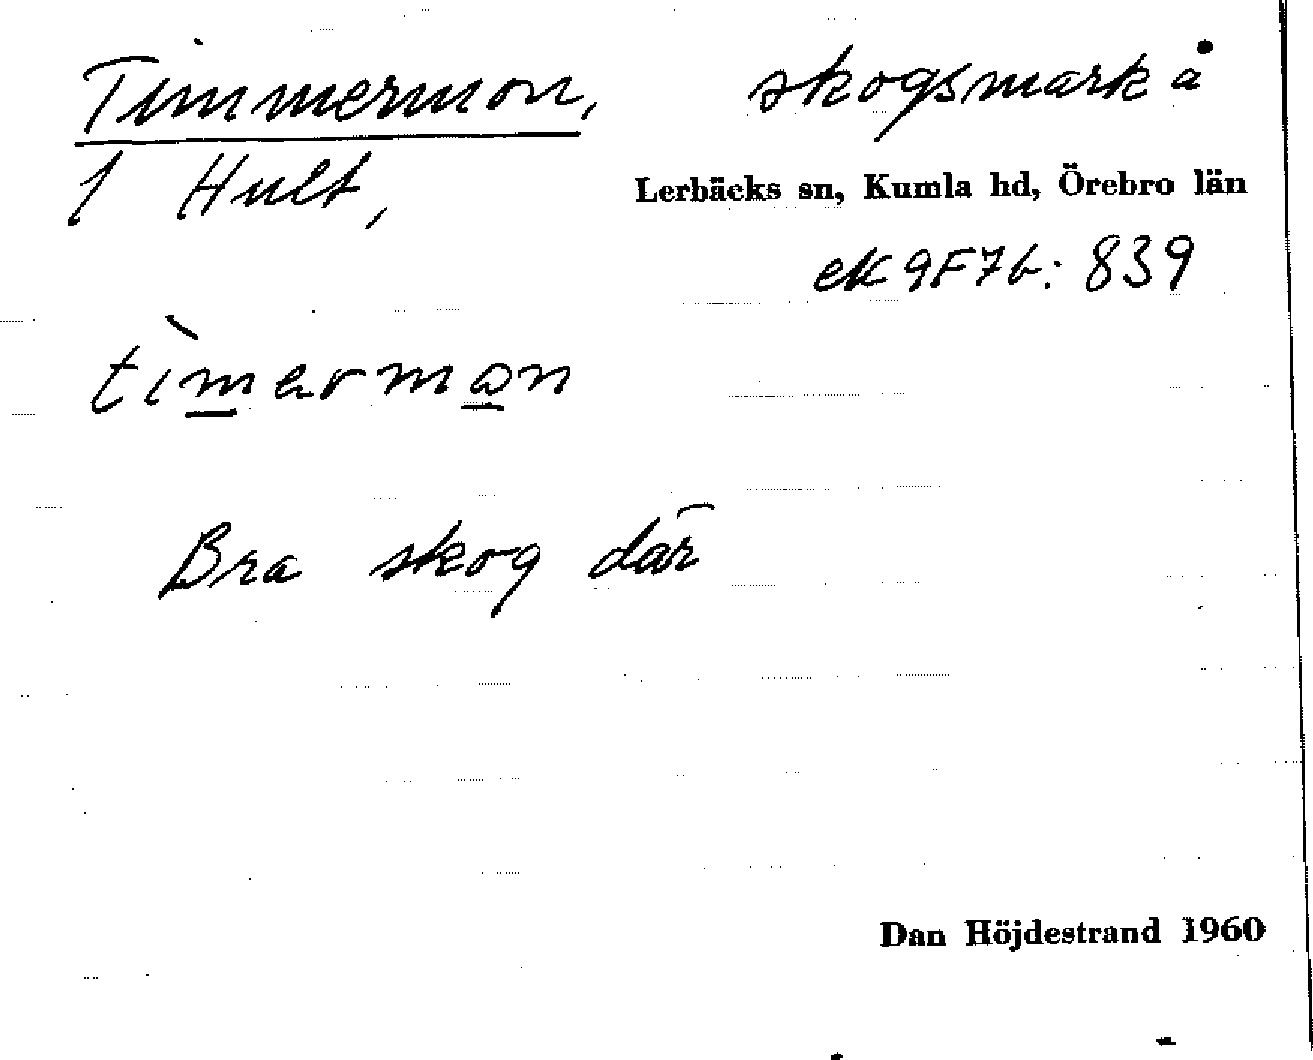 Timmermon, skogsmark å
1 Hult,
Lerbäcks sn, Kumla hd, Örebro län
ek 9F7b: 839
tìmərmon
Bra skog där
Dan Höjdestrand 1960